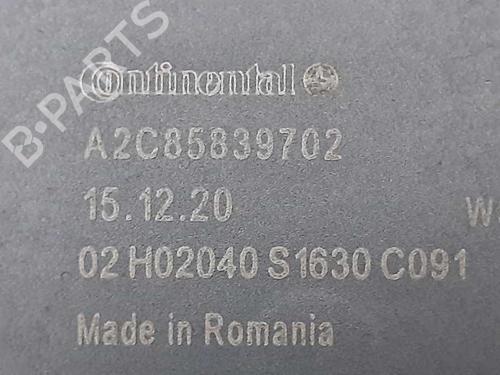 B-PARTS
Continental
A2C85839702
15.12.20 W
02 H02040 S1630 C091
Made in Romania